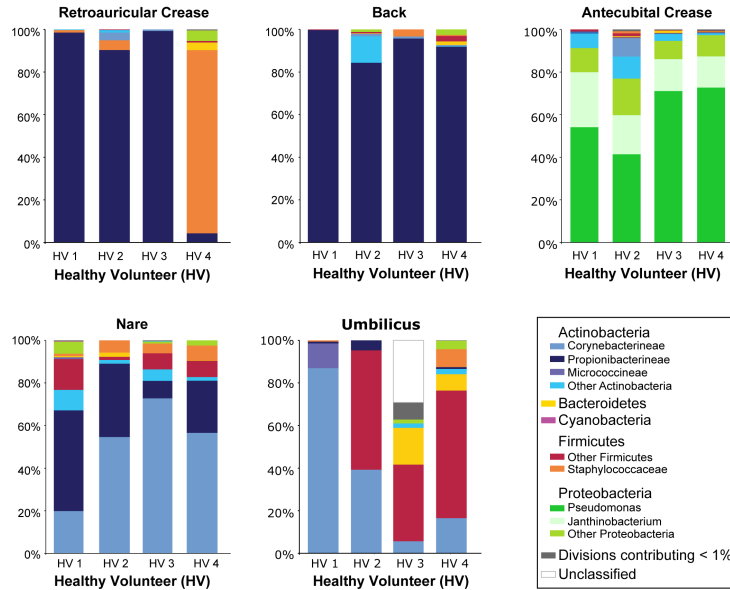 Retroauricular Crease
100%
80%
60%
40%
20%
0%
HV 1 HV 2 HV 3 HV 4
Healthy Volunteer (HV)
Back
100%
80%
60%
40%
20%
0%
HV 1 HV 2 HV 3 HV 4
Healthy Volunteer (HV)
Antecubital Crease
100%
80%
60%
40%
20%
0%
HV 1 HV 2 HV 3 HV 4
Healthy Volunteer (HV)
Nare
100%
80%
60%
40%
20%
0%
HV 1 HV 2 HV 3 HV 4
Healthy Volunteer (HV)
Umbilicus
100%
80%
60%
40%
20%
0%
HV 1 HV 2 HV 3 HV 4
Healthy Volunteer (HV)
Actinobacteria
Corynebacterineae
Propionibacterineae
Micrococcineae
Other Actinobacteria
Bacteroidetes
Cyanobacteria
Firmicutes
Other Firmicutes
Staphylococcaceae
Proteobacteria
Pseudomonas
Janthinobacterium
Other Proteobacteria
Divisions contributing < 1%
Unclassified